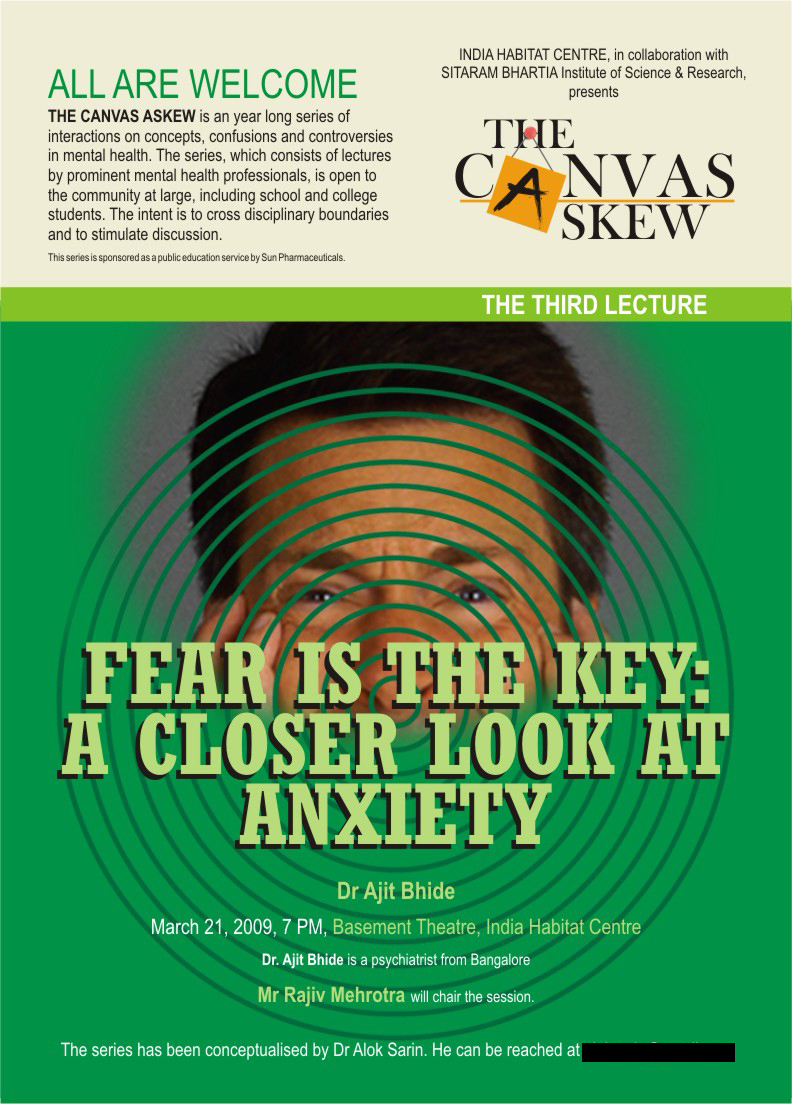 ALL ARE WELCOME
THE CANVAS ASKEW is an year long series of
interactions on concepts, confusions and controversies
in mental health. The series, which consists of lectures
by prominent mental health professionals, is open to
the community at large, including school and college
students. The intent is to cross disciplinary boundaries
and to stimulate discussion.
This series is sponsored as a public education service by Sun Pharmaceuticals.
INDIA HABITAT CENTRE, in collaboration with
SITARAM BHARTIA Institute of Science & Research,
presents
THE
CANVAS
ASKEW
THE THIRD LECTURE
FEAR IS THE KEY:
A CLOSER LOOK AT
ANXIETY
Dr Ajit Bhide
March 21, 2009, 7 PM, Basement Theatre, India Habitat Centre
Dr. Ajit Bhide is a psychiatrist from Bangalore
Mr Rajiv Mehrotra will chair the session.
The series has been conceptualised by Dr Alok Sarin. He can be reached at